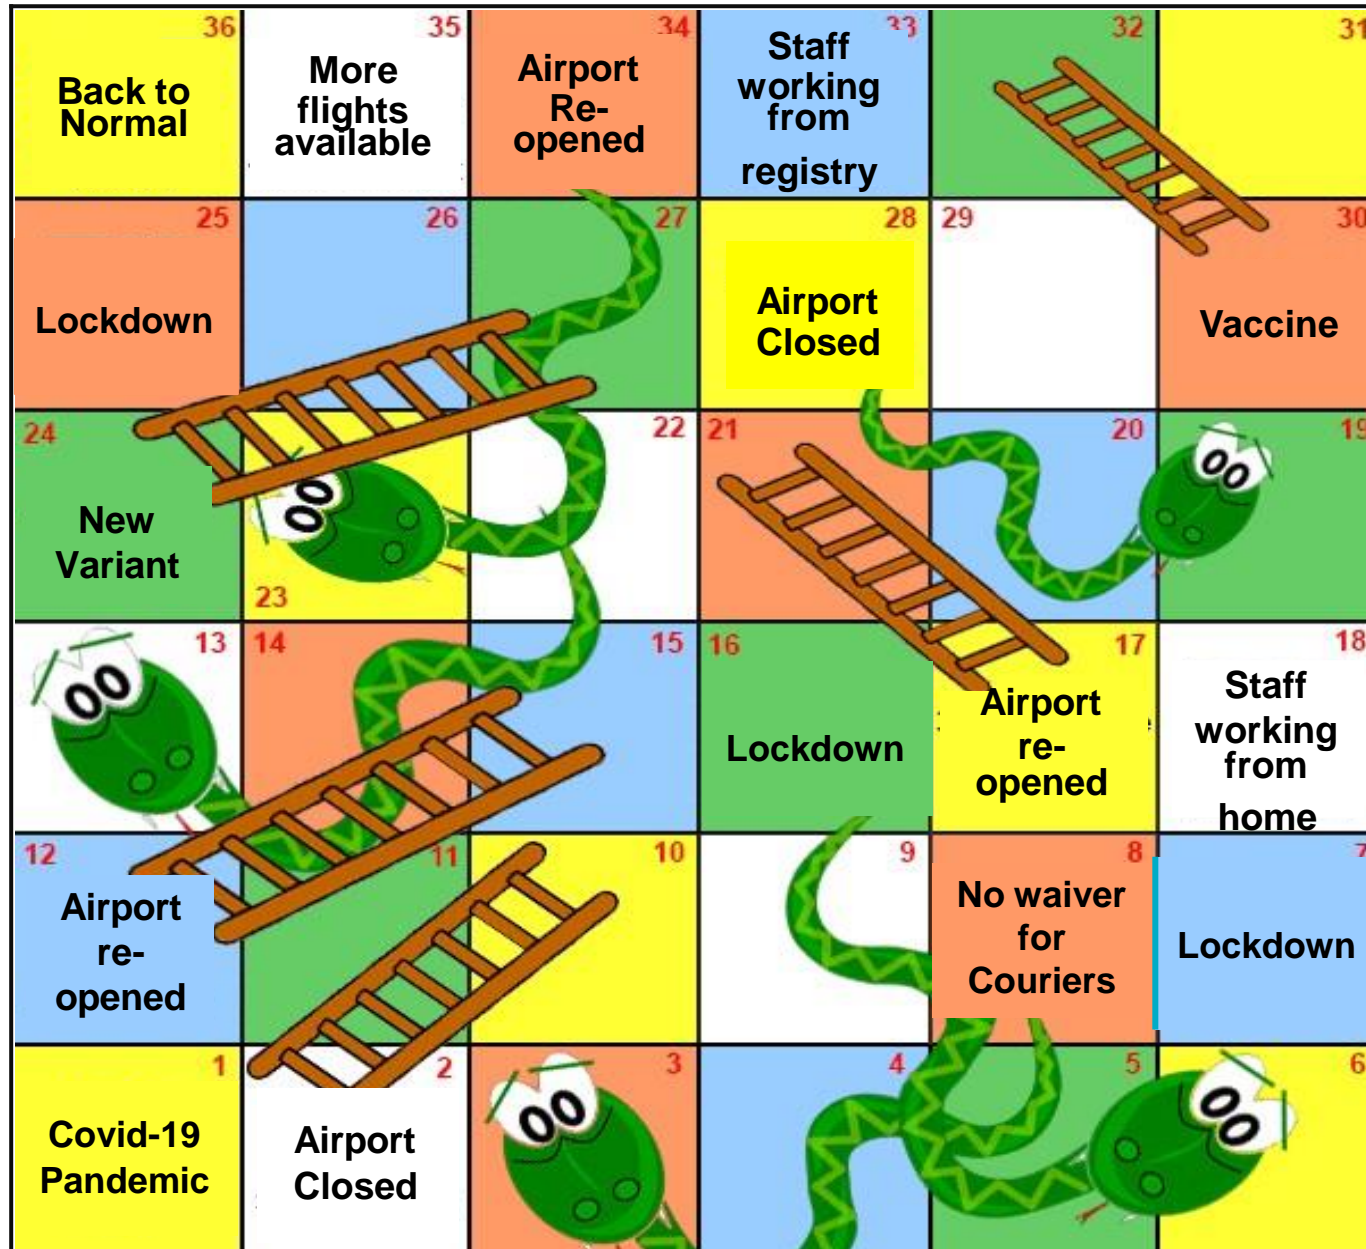 36
35
34
33
32
31
Back to
Normal
More
flights
available
Airport
Re-
opened
Staff
working
from
registry
25
26
27
28
29
30
Lockdown
Airport
Closed
Vaccine
24
23
22
21
20
19
New
Variant
13
14
15
16
17
18
Lockdown
Airport
re-
opened
Staff
working
from
home
12
11
10
9
8
7
Airport
re-
opened
No waiver
for
Couriers
Lockdown
1
2
3
4
5
6
Covid-19
Pandemic
Airport
Closed